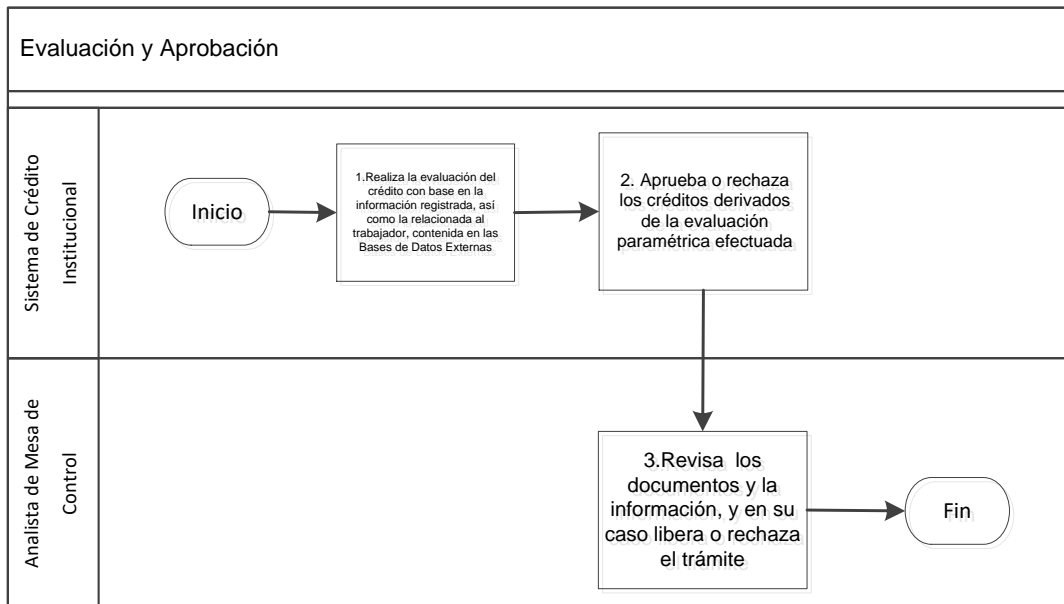 Evaluación y Aprobación
Sistema de Crédito
Institucional
Inicio
1.Realiza la evaluación del
crédito con base en la
información registrada, así
como la relacionada al
trabajador, contenida en las
Bases de Datos Externas
2. Aprueba o rechaza
los créditos derivados
de la evaluación
paramétrica efectuada
Analista de Mesa de
Control
3.Revisa los
documentos y la
información, y en su
caso libera o rechaza
el trámite
Fin